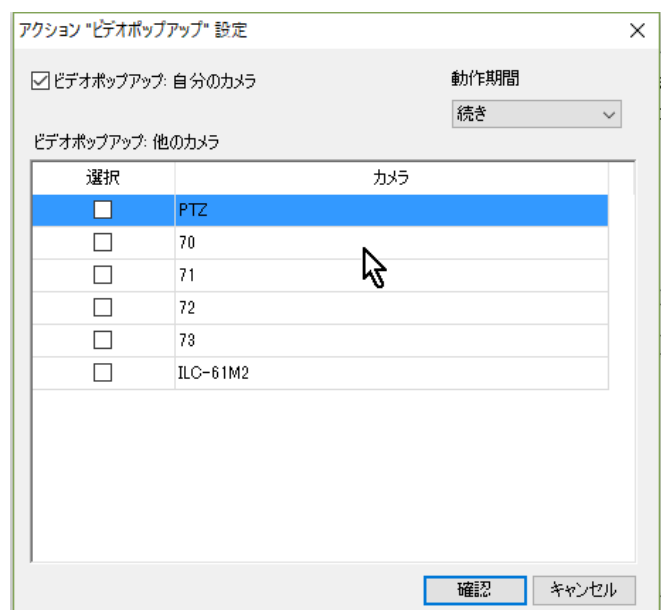 アクション "ビデオポップアップ" 設定
ビデオポップアップ: 自分のカメラ
動作期間
続き
ビデオポップアップ: 他のカメラ
選択 カメラ
PTZ
70
71
72
73
ILC-61M2
確認 キャンセル